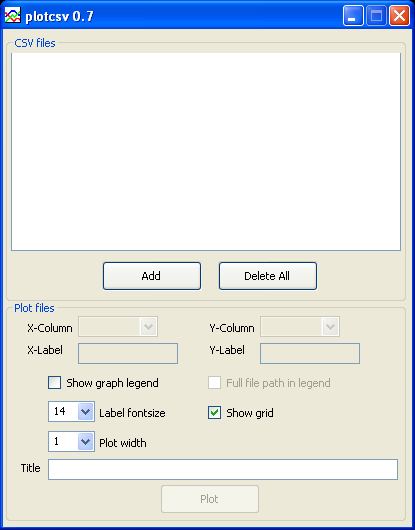 plotcsv 0.7
CSV files
Add Delete All
Plot files
X-Column Y-Column
X-Label Y-Label
Show graph legend Full file path in legend
14 Label fontsize Show grid
1 Plot width
Title
Plot